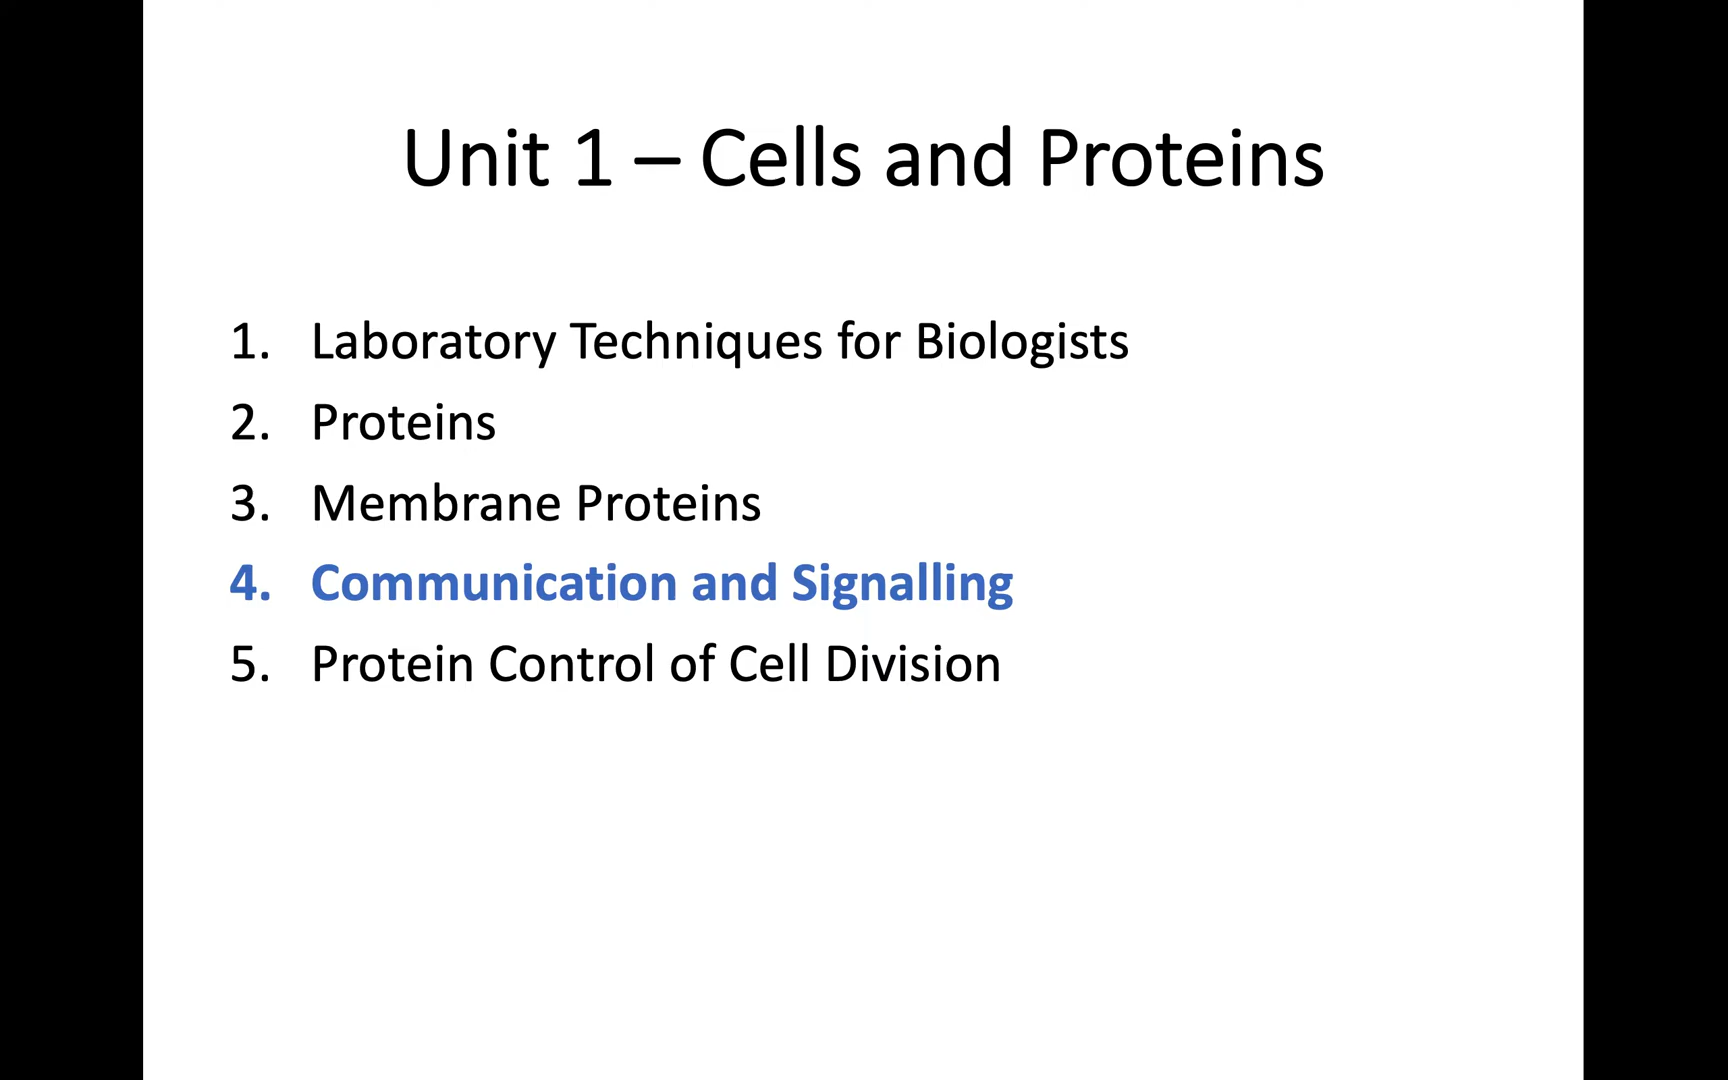 Unit 1 – Cells and Proteins
1. Laboratory Techniques for Biologists
2. Proteins
3. Membrane Proteins
4. Communication and Signalling
5. Protein Control of Cell Division